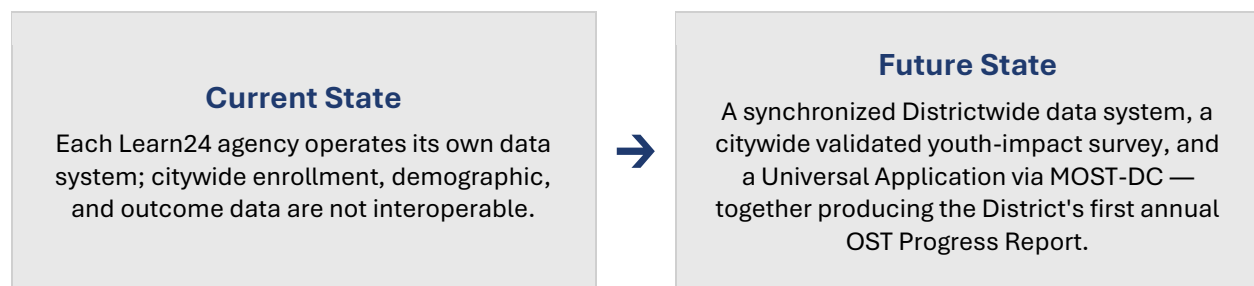 Current State
Each Learn24 agency operates its own data
system; citywide enrollment, demographic,
and outcome data are not interoperable.
Future State
A synchronized Districtwide data system, a
citywide validated youth-impact survey, and
a Universal Application via MOST-DC —
together producing the District's first annual
OST Progress Report.